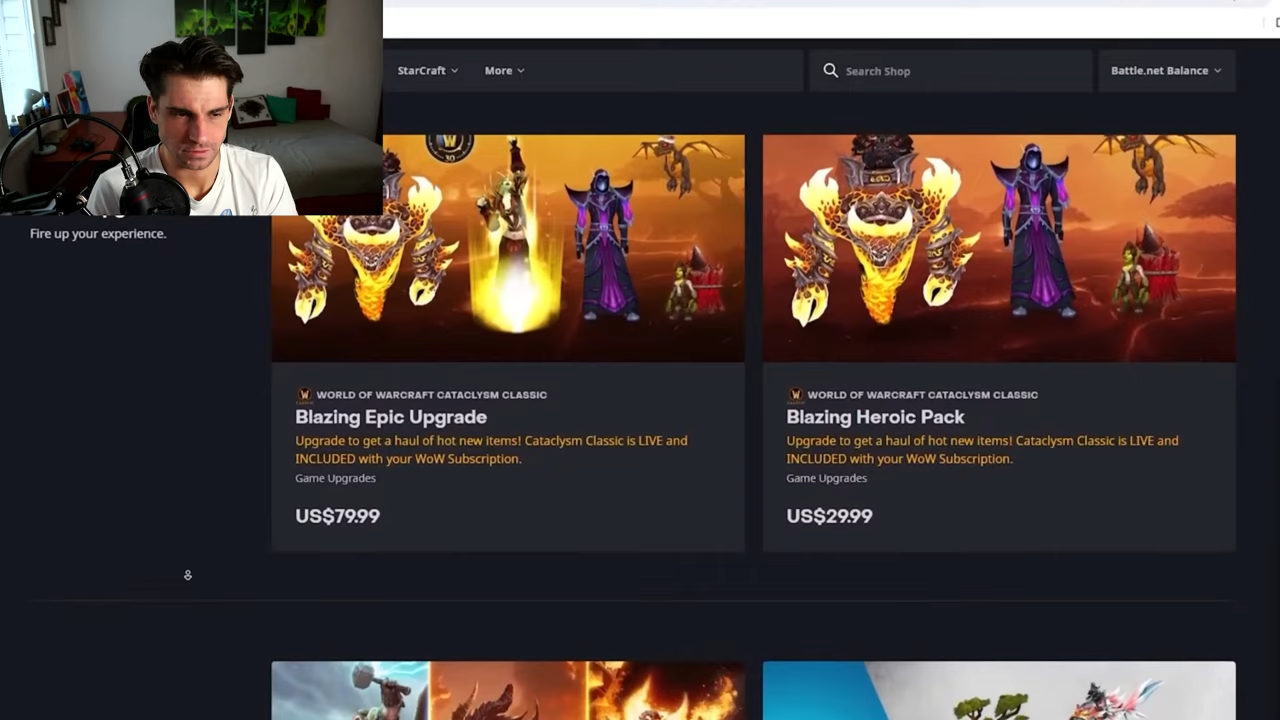 StarCraft
More
Search Shop
Battle.net Balance
Fire up your experience.
WORLD OF WARCRAFT CATACLYSM CLASSIC
Blazing Epic Upgrade
Upgrade to get a haul of hot new items! Cataclysm Classic is LIVE and
INCLUDED with your WoW Subscription.
Game Upgrades
US$79.99
WORLD OF WARCRAFT CATACLYSM CLASSIC
Blazing Heroic Pack
Upgrade to get a haul of hot new items! Cataclysm Classic is LIVE and
INCLUDED with your WoW Subscription.
Game Upgrades
US$29.99